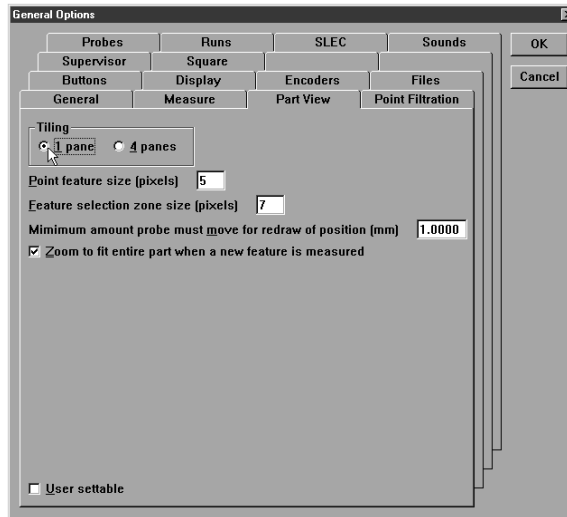 General Options
Probes Runs SLEC Sounds
OK
Supervisor Square
Buttons Display Encoders Files
Cancel
General Measure Part View Point Filtration
Tiling
1 pane 4 panes
Point feature size (pixels) 5
Feature selection zone size (pixels) 7
Mimimum amount probe must move for redraw of position (mm) 1.0000
Zoom to fit entire part when a new feature is measured
User settable